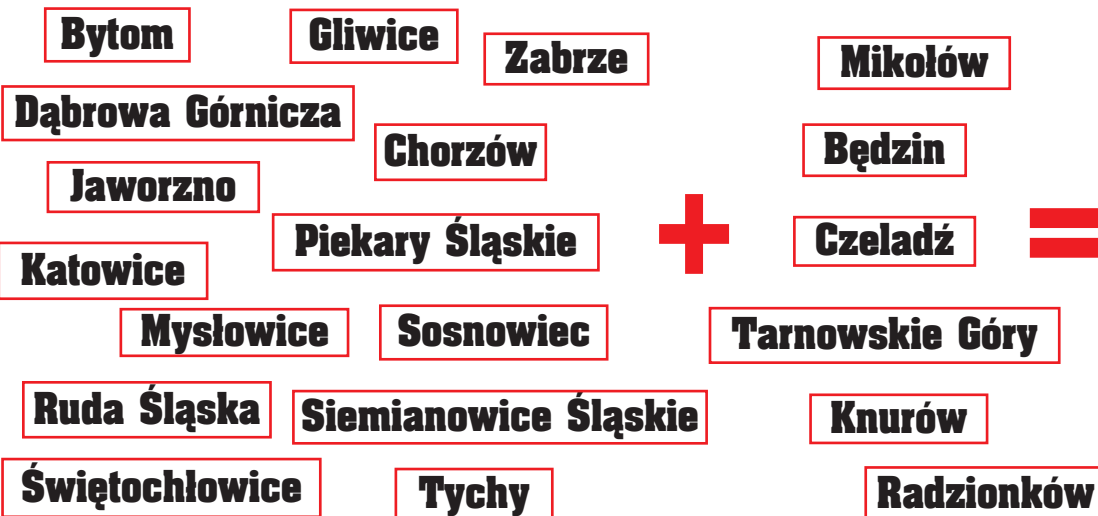 Bytom
Gliwice
Zabrze
Dąbrowa Górnicza
Chorzów
Jaworzno
Piekary Śląskie
Katowice
Mysłowice
Sosnowiec
Ruda Śląska
Siemianowice Śląskie
Świętochłowice
Tychy
+
Mikołów
Będzin
Czeladź
Tarnowskie Góry
Knurów
Radzionków
=